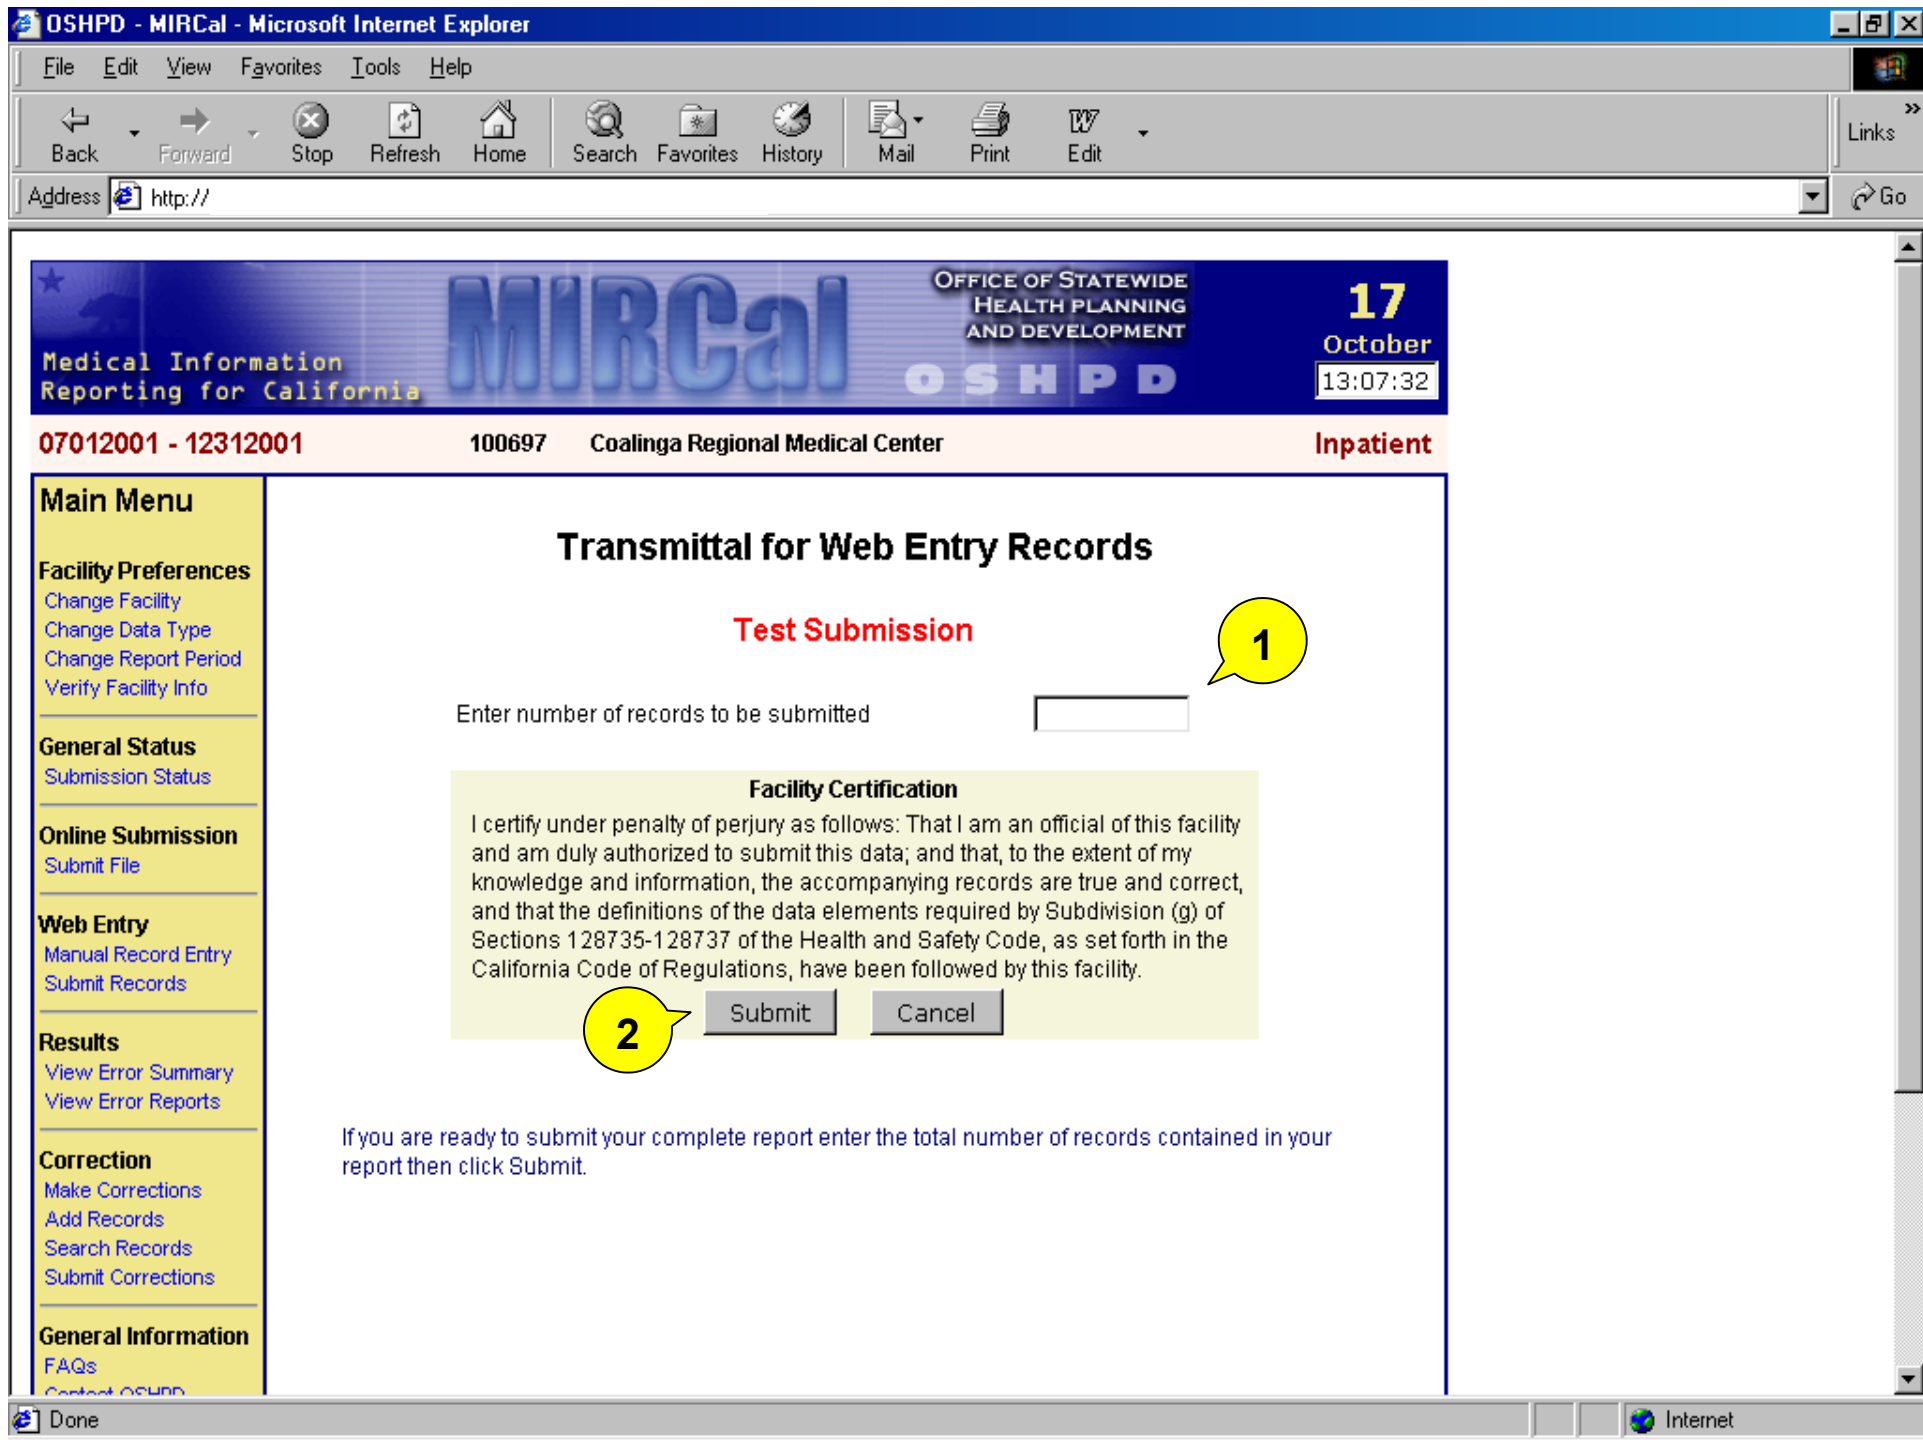 OSHPD - MIRCal - Microsoft Internet Explorer
File Edit View Favorites Tools Help
Back Forward Stop Refresh Home Search Favorites History Mail Print Edit Links »
Address http:// Go
Medical Information
Reporting for California
MIRCal
OFFICE OF STATEWIDE
HEALTH PLANNING
AND DEVELOPMENT
OSHPD
17
October
13:07:32
07012001 - 12312001 100697 Coalinga Regional Medical Center Inpatient
Main Menu
Facility Preferences
Change Facility
Change Data Type
Change Report Period
Verify Facility Info
General Status
Submission Status
Online Submission
Submit File
Web Entry
Manual Record Entry
Submit Records
Results
View Error Summary
View Error Reports
Correction
Make Corrections
Add Records
Search Records
Submit Corrections
General Information
FAQs
Contact OSHPD
Transmittal for Web Entry Records
Test Submission
1
Enter number of records to be submitted
Facility Certification
I certify under penalty of perjury as follows: That I am an official of this facility
and am duly authorized to submit this data; and that, to the extent of my
knowledge and information, the accompanying records are true and correct,
and that the definitions of the data elements required by Subdivision (g) of
Sections 128735-128737 of the Health and Safety Code, as set forth in the
California Code of Regulations, have been followed by this facility.
2
Submit Cancel
If you are ready to submit your complete report enter the total number of records contained in your
report then click Submit.
Done Internet